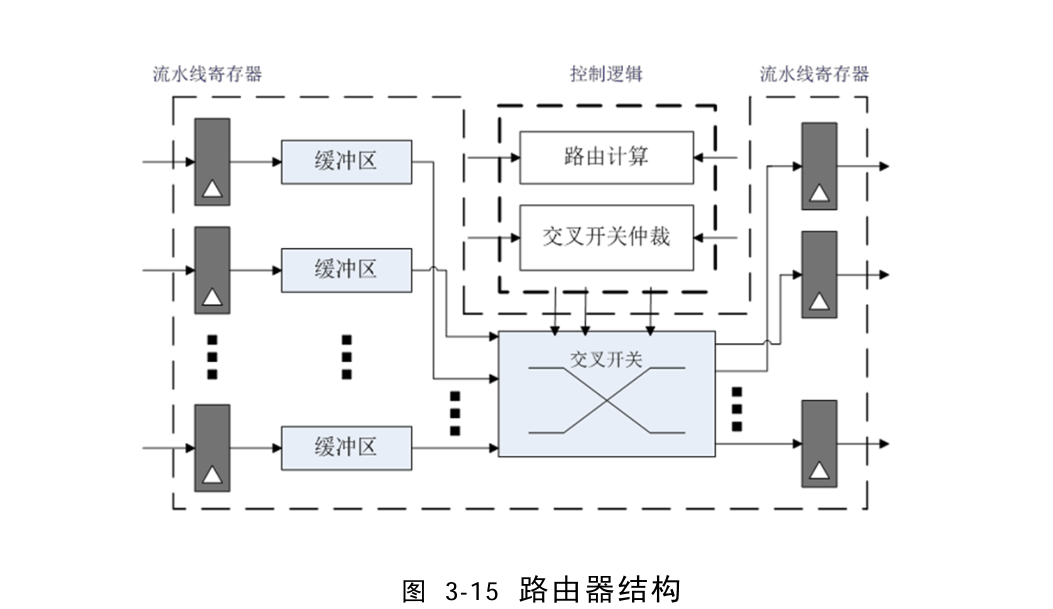 流水线寄存器
控制逻辑
流水线寄存器
缓冲区
路由计算
交叉开关仲裁
缓冲区
交叉开关
缓冲区
图 3-15 路由器结构